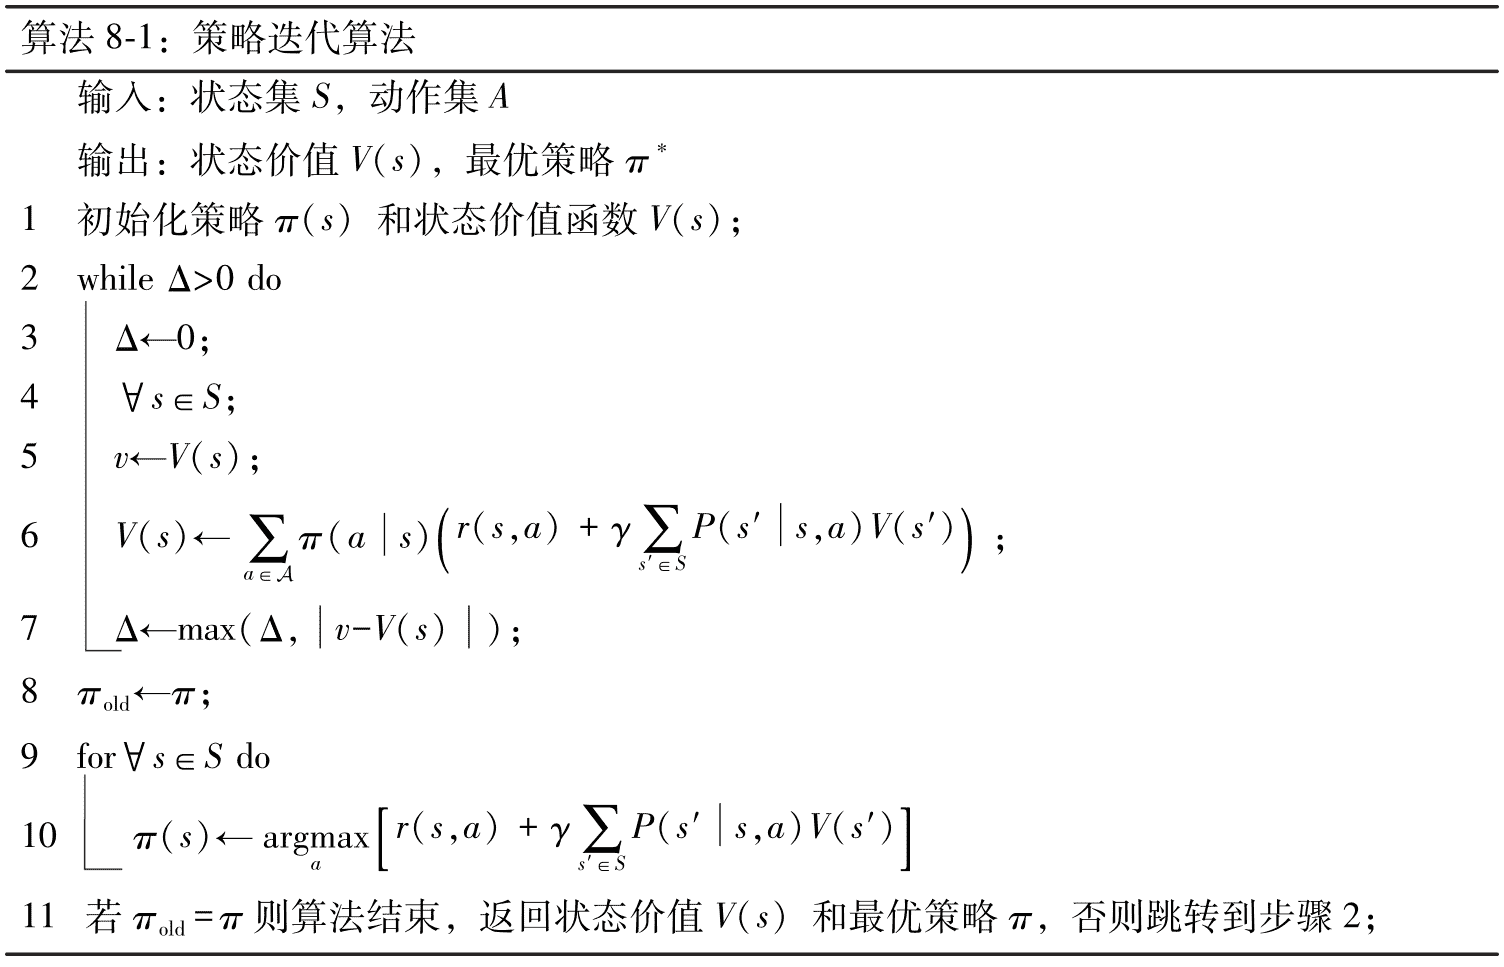 算法 8-1：策略迭代算法
输入：状态集 S，动作集 A
输出：状态价值 V(s)，最优策略 π*
1 初始化策略 π(s) 和状态价值函数 V(s)；
2 while Δ>0 do
3 Δ←0；
4 ∀s∈S；
5 v←V(s)；
6 V(s)← ∑_{a∈𝒜} π(a|s)(r(s,a) + γ∑_{s′∈S} P(s′|s,a)V(s′))；
7 Δ←max(Δ,|v-V(s)|)；
8 π_old←π；
9 for∀s∈S do
10 π(s)← argmax_a [r(s,a) + γ∑_{s′∈S} P(s′|s,a)V(s′)]
11 若 π_old=π 则算法结束，返回状态价值 V(s) 和最优策略 π，否则跳转到步骤 2；